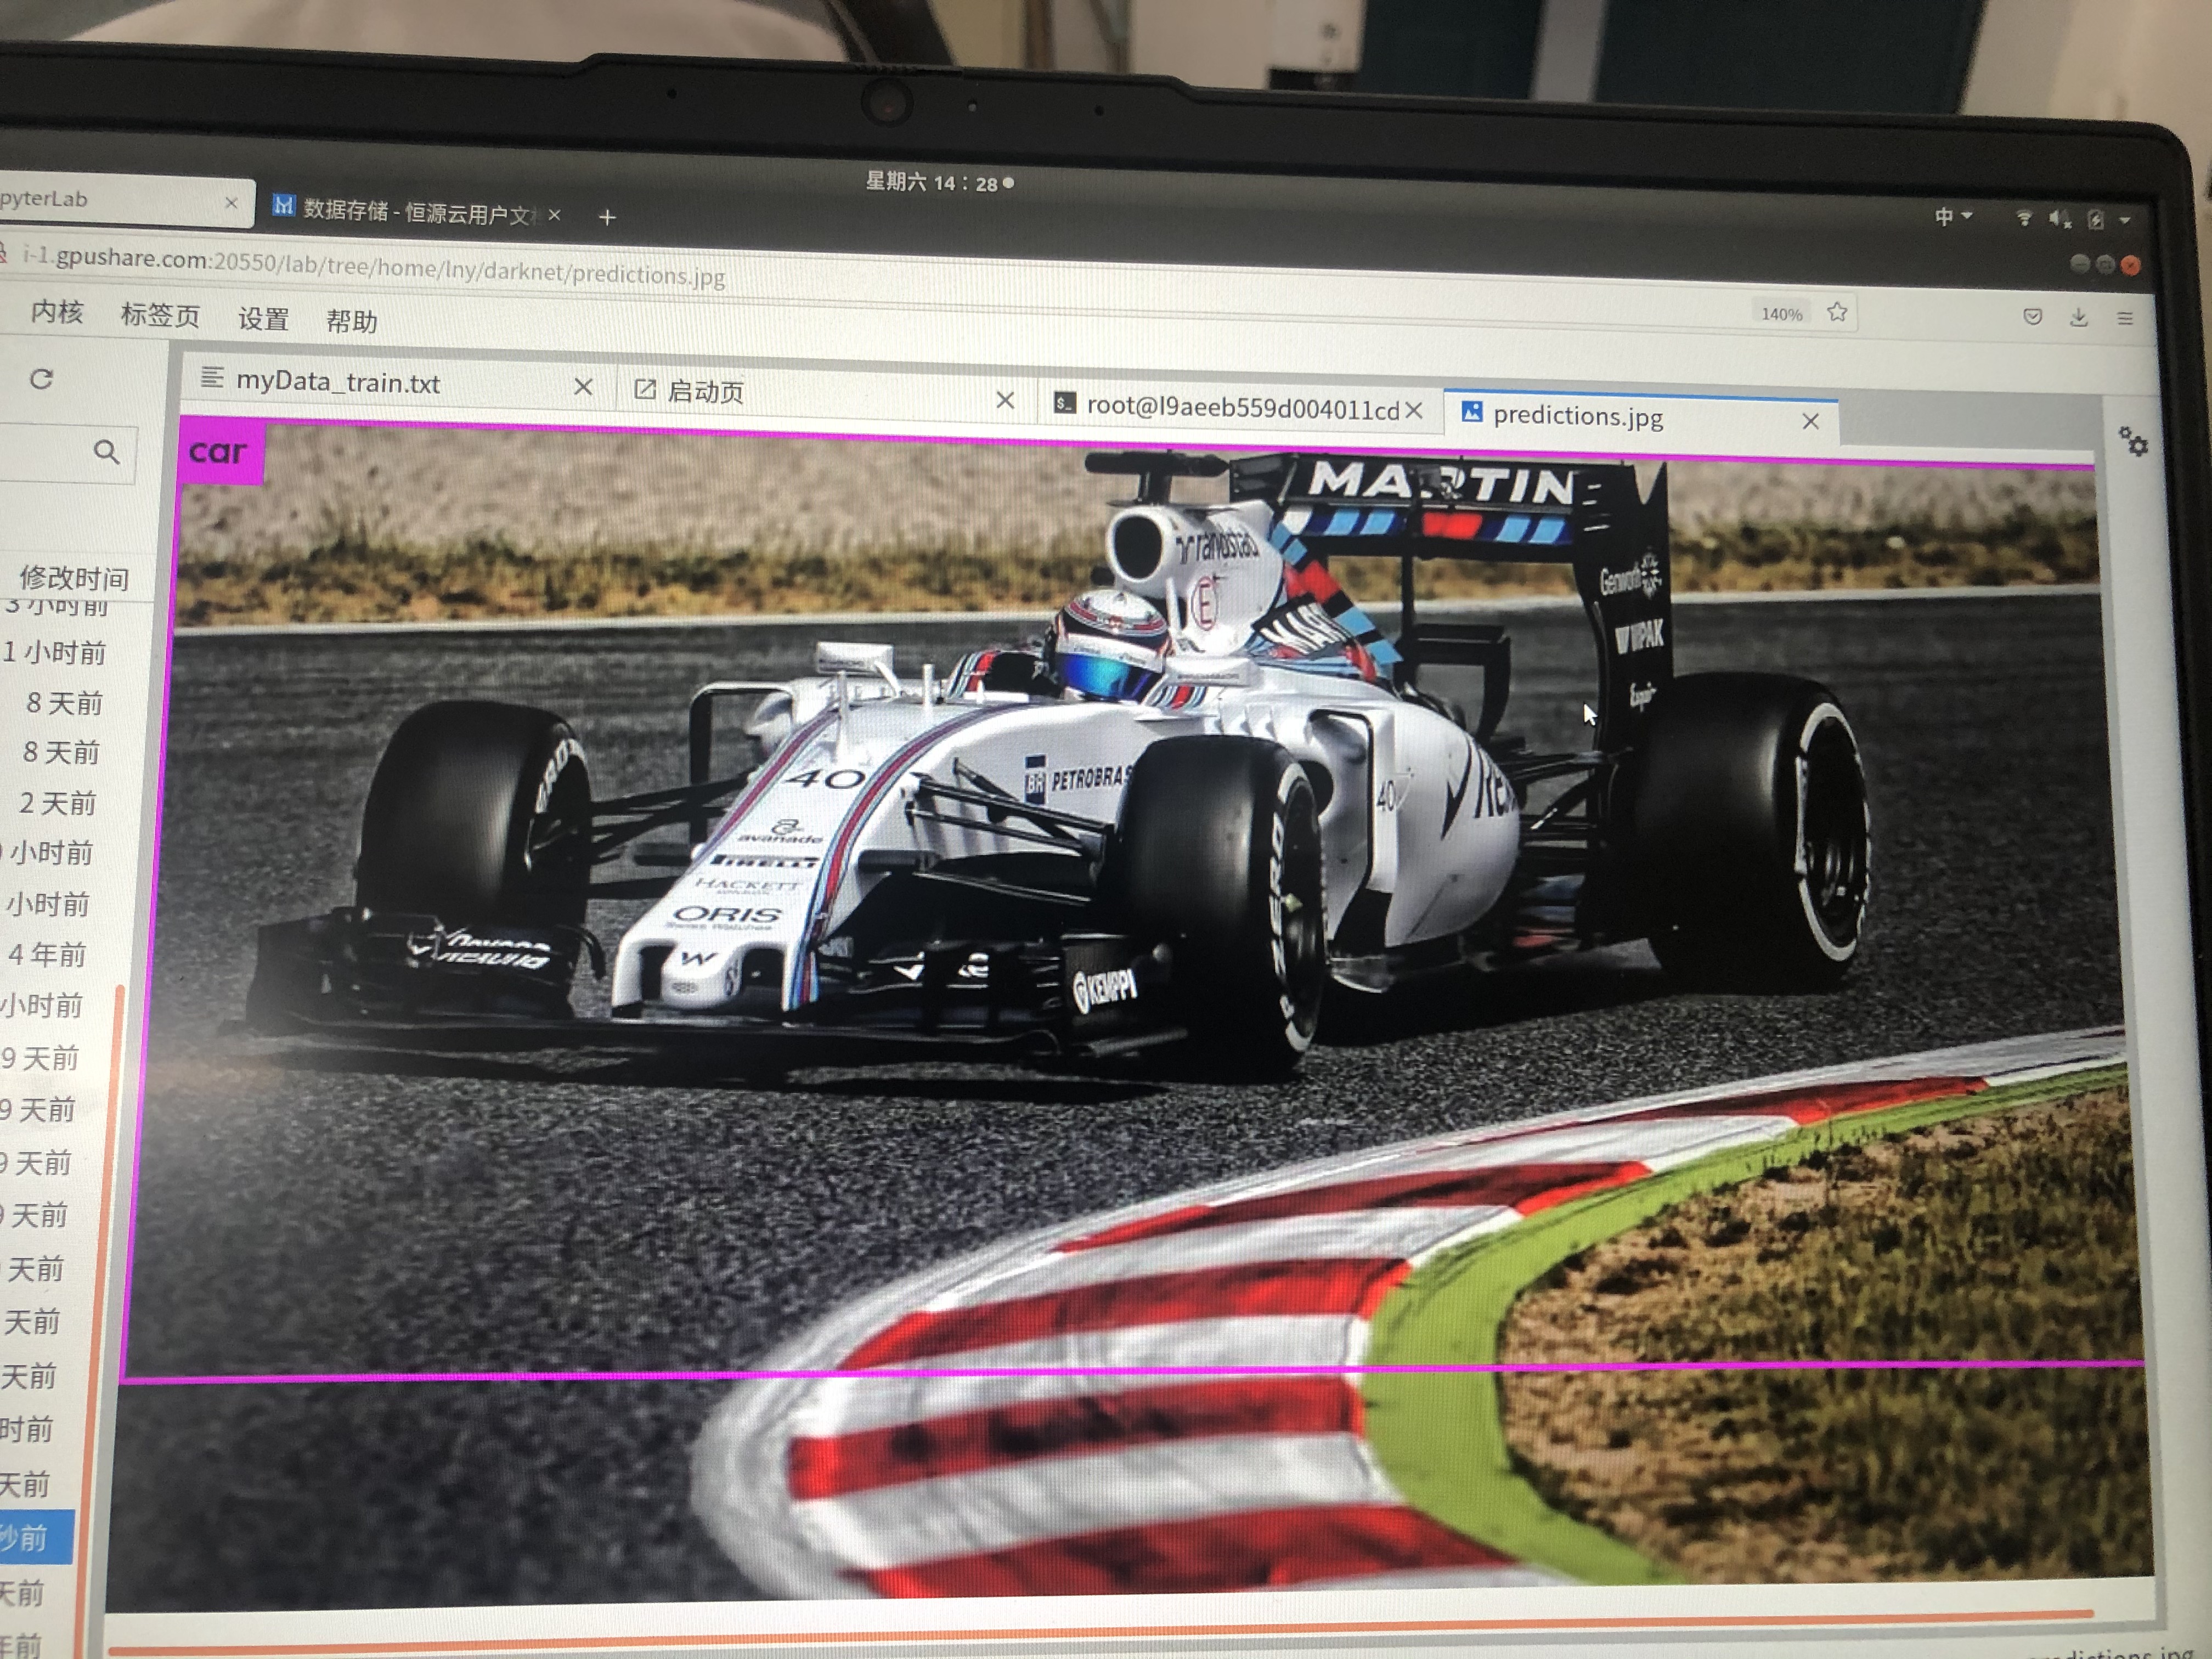 星期六 14：28
pyterLab
数据存储 - 恒源云用户文
中
i-1.gpushare.com:20550/lab/tree/home/lny/darknet/predictions.jpg
140%
内核 标签页 设置 帮助
myData_train.txt
启动页
root@l9aeeb559d004011cd
predictions.jpg
修改时间
3 小时前
1 小时前
8 天前
8 天前
2 天前
小时前
小时前
4 年前
小时前
9 天前
9 天前
9 天前
9 天前
天前
天前
天前
时前
天前
秒前
天前
年前
car
MARTIN
randstad
E
MAR
Genworth
WIPAK
40
PETROBRAS
40
Rex
avanade
PIRELLI
HACKETT
ORIS
Swiss Watches
W
ZERO
KEMPPI